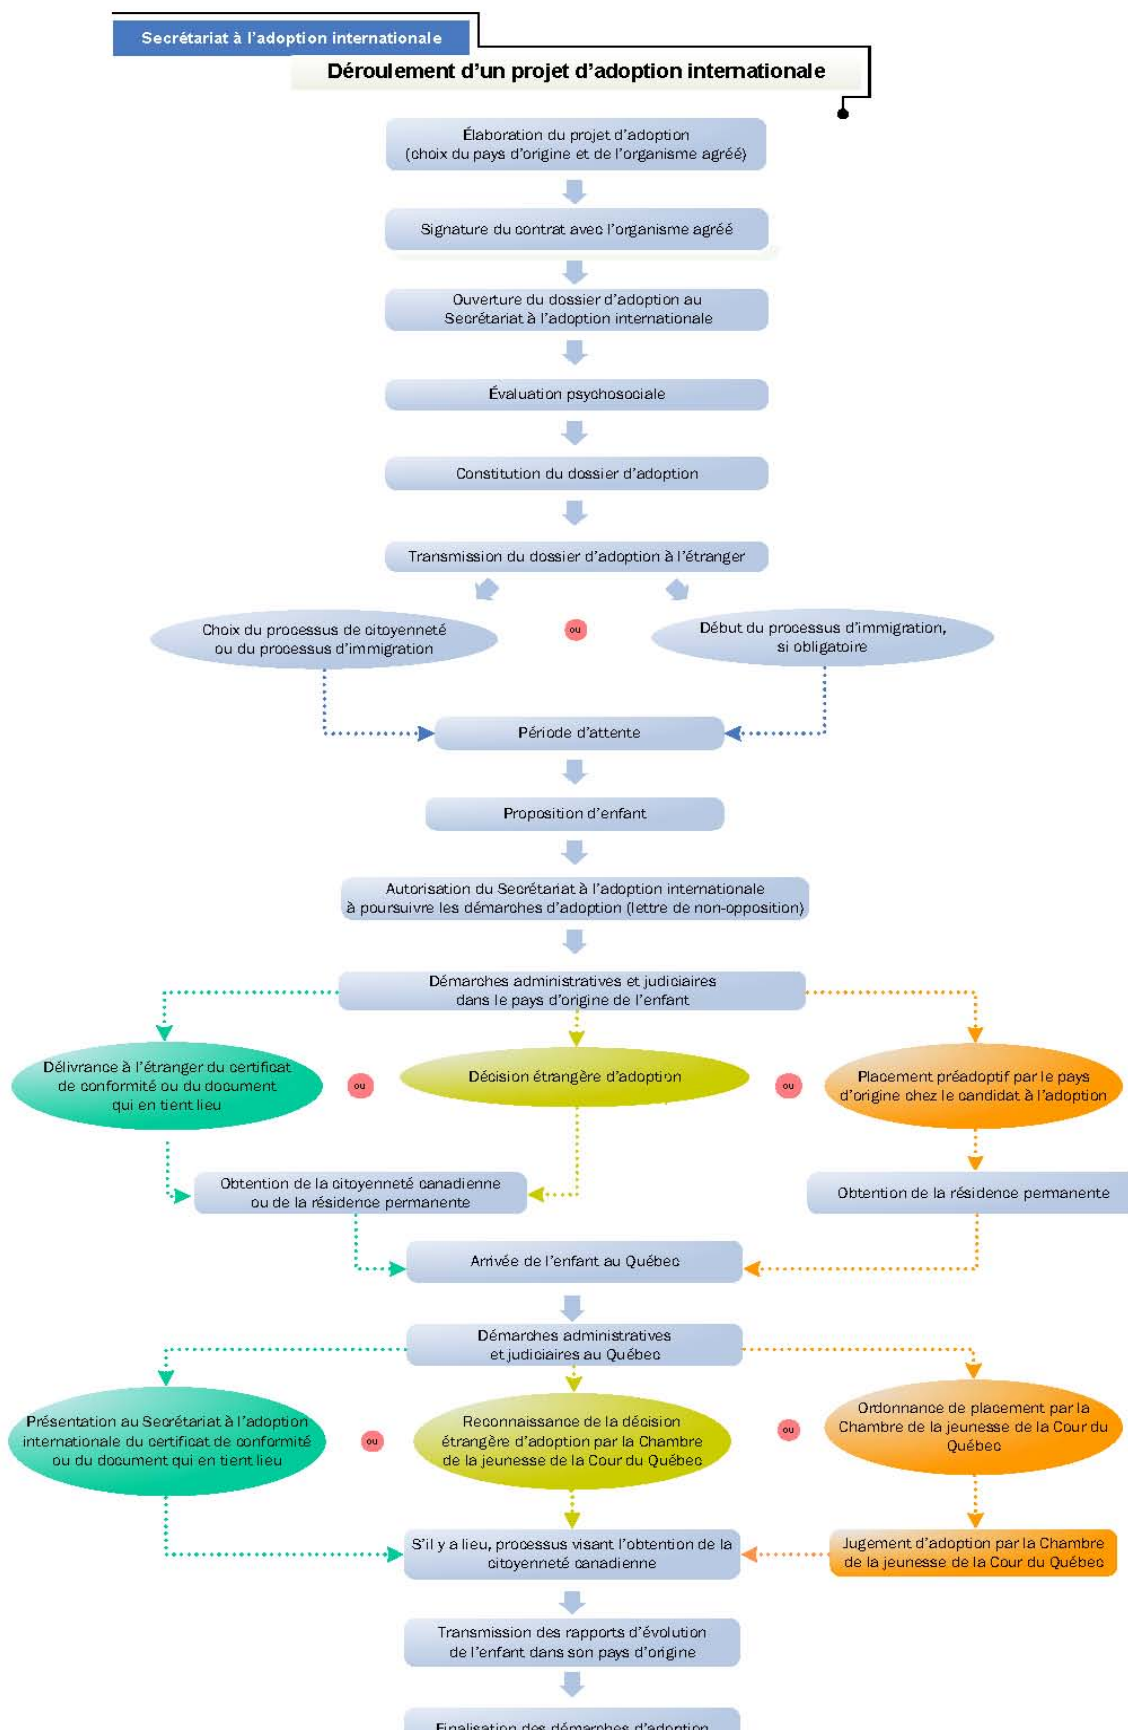 Secrétariat à l'adoption internationale
Déroulement d'un projet d'adoption internationale
Élaboration du projet d'adoption
(choix du pays d'origine et de l'organisme agréé)
Signature du contrat avec l'organisme agréé
Ouverture du dossier d'adoption au
Secrétariat à l'adoption internationale
Évaluation psychosociale
Constitution du dossier d'adoption
Transmission du dossier d'adoption à l'étranger
Choix du processus de citoyenneté
ou du processus d'immigration
ou
Début du processus d'immigration,
si obligatoire
Période d'attente
Proposition d'enfant
Autorisation du Secrétariat à l'adoption internationale
à poursuivre les démarches d'adoption (lettre de non-opposition)
Démarches administratives et judiciaires
dans le pays d'origine de l'enfant
Délivrance à l'étranger du certificat
de conformité ou du document
qui en tient lieu
ou
Décision étrangère d'adoption
ou
Placement préadoptif par le pays
d'origine chez le candidat à l'adoption
Obtention de la citoyenneté canadienne
ou de la résidence permanente
Obtention de la résidence permanente
Arrivée de l'enfant au Québec
Démarches administratives
et judiciaires au Québec
Présentation au Secrétariat à l'adoption
internationale du certificat de conformité
ou du document qui en tient lieu
ou
Reconnaissance de la décision
étrangère d'adoption par la Chambre
de la jeunesse de la Cour du Québec
ou
Ordonnance de placement par la
Chambre de la jeunesse de la Cour du
Québec
S'il y a lieu, processus visant l'obtention de la
citoyenneté canadienne
Jugement d'adoption par la Chambre
de la jeunesse de la Cour du Québec
Transmission des rapports d'évolution
de l'enfant dans son pays d'origine
Finalisation des démarches d'adoption